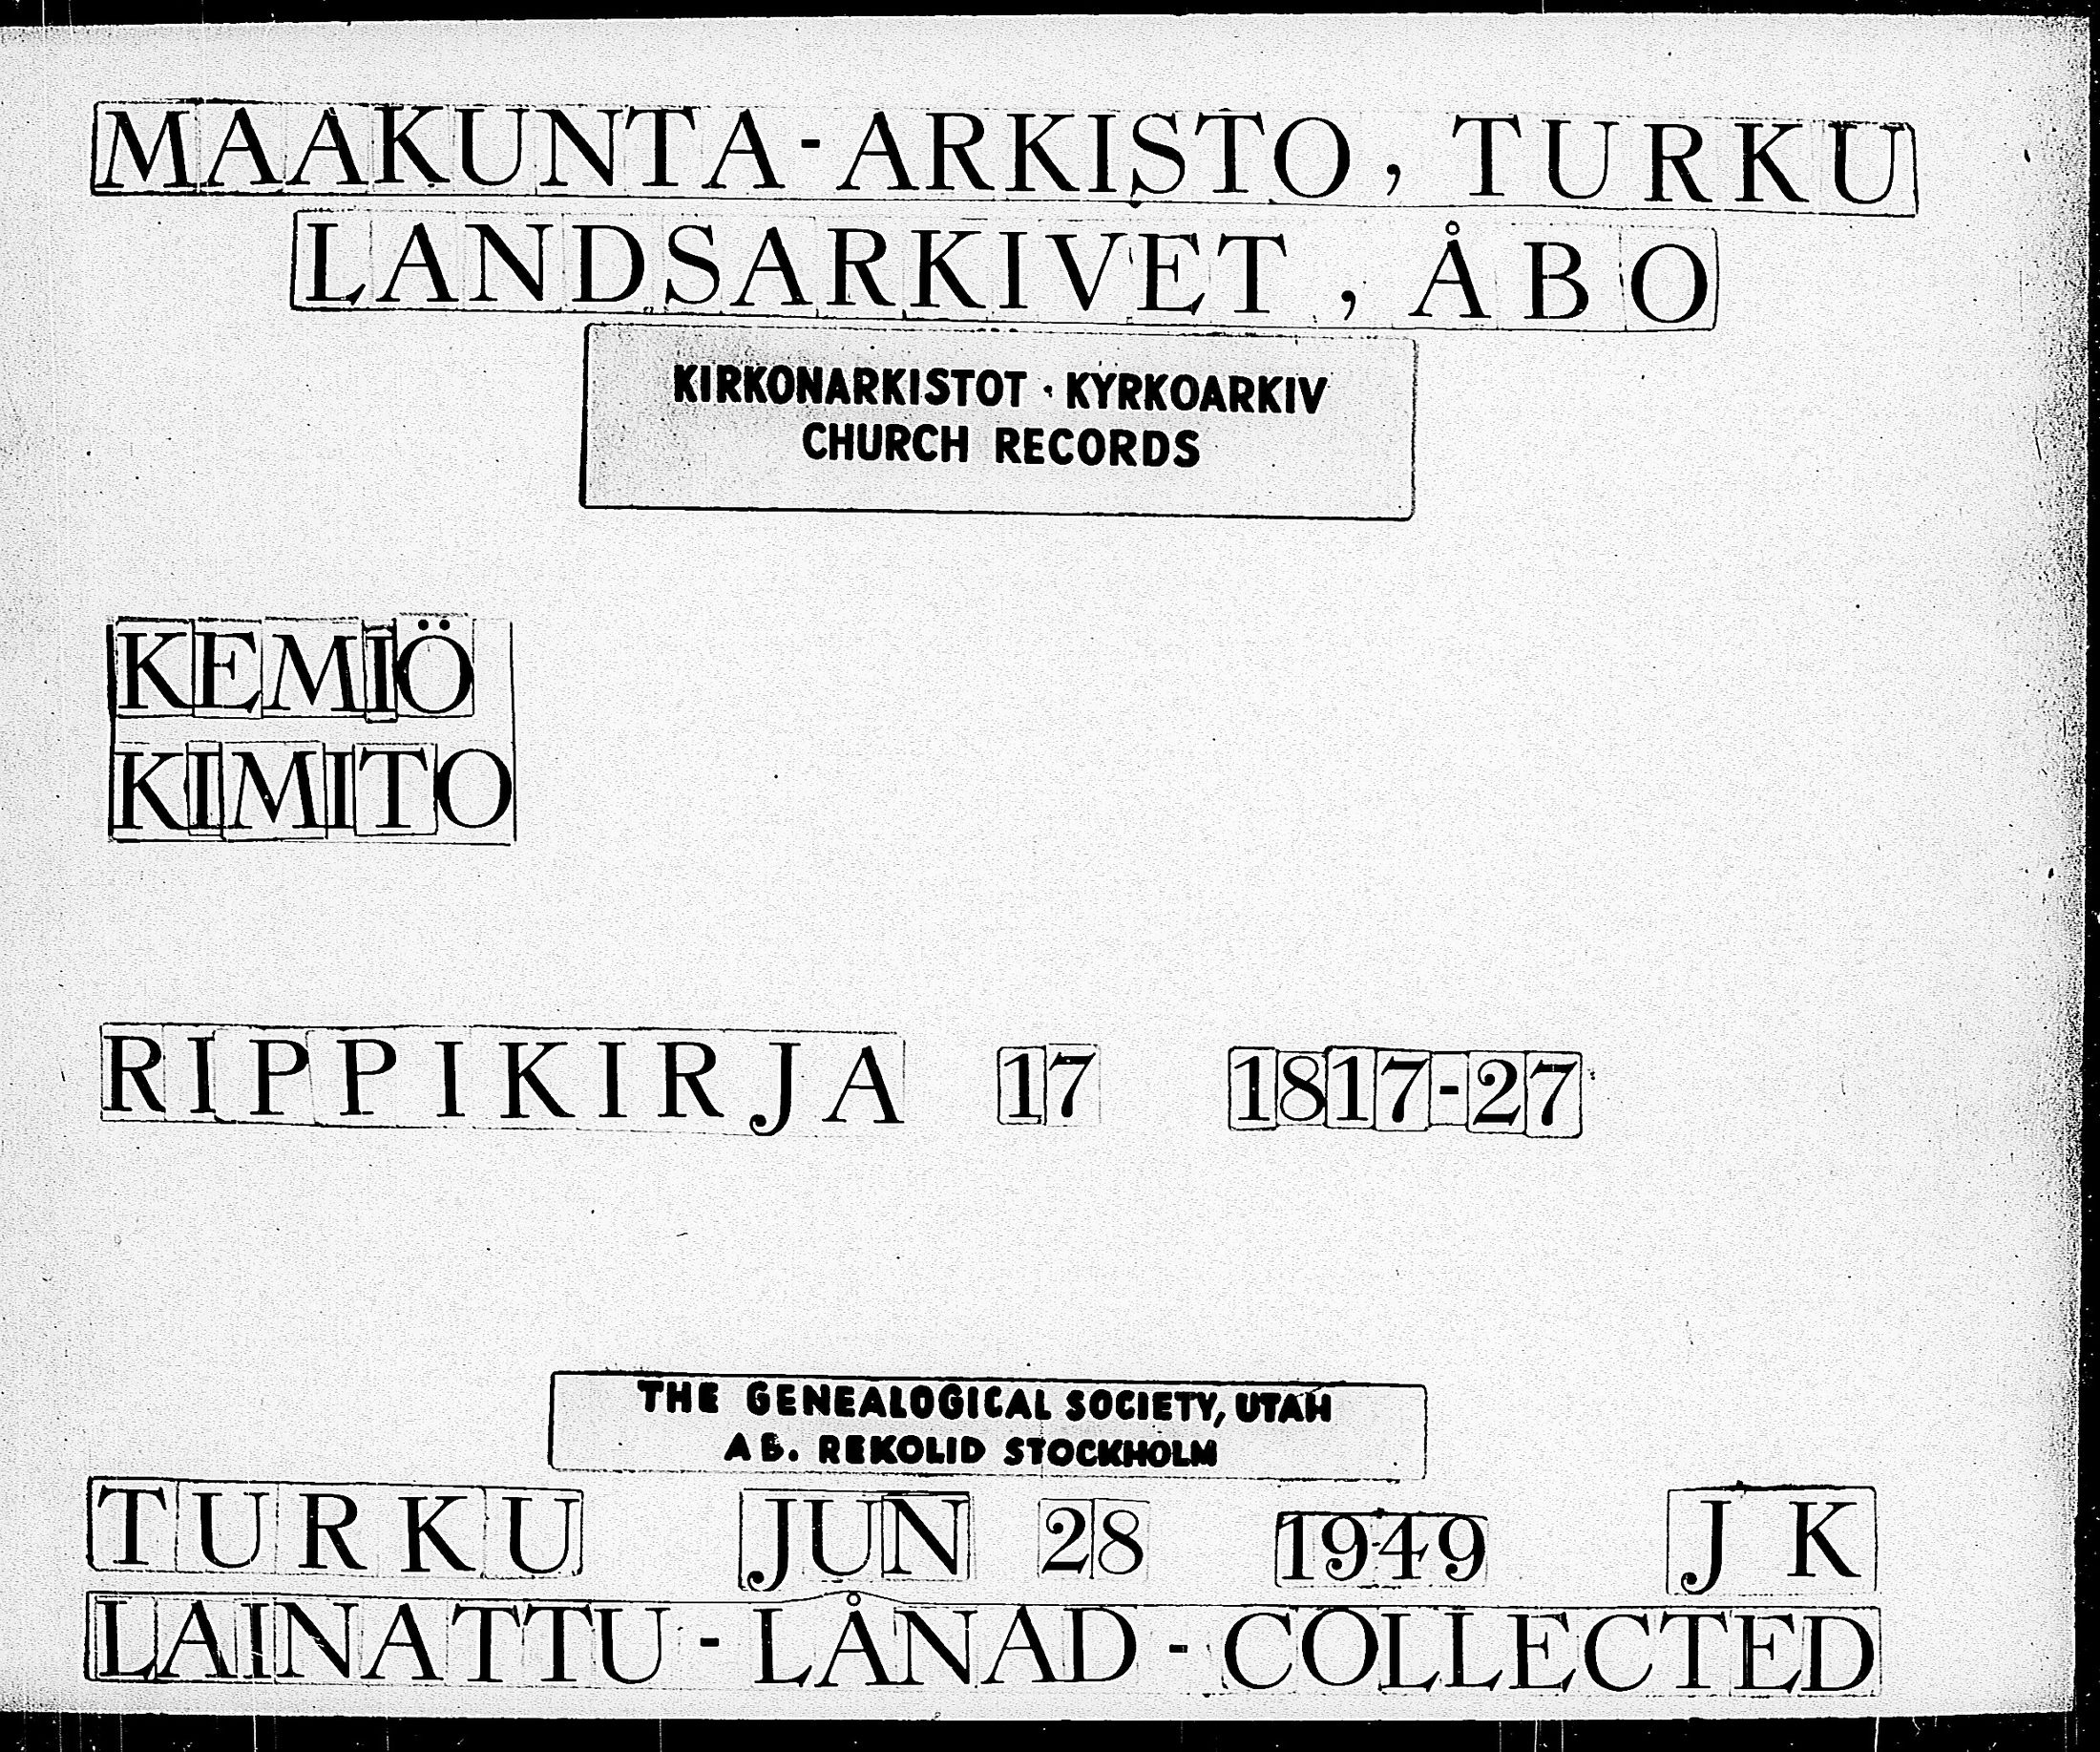 MAAKUNTA-ARKISTO, TURKU
LANDSARKIVET, ÅBO
KIRKONARKISTOT · KYRKOARKIV
CHURCH RECORDS
KEMIÖ
KIMITO
RIPPIKIRJA 17 1817-27
THE GENEALOGICAL SOCIETY, UTAH
AB. REKOLID STOCKHOLM
TURKU JUN 28 1949 J K
LAINATTU - LÅNAD - COLLECTED